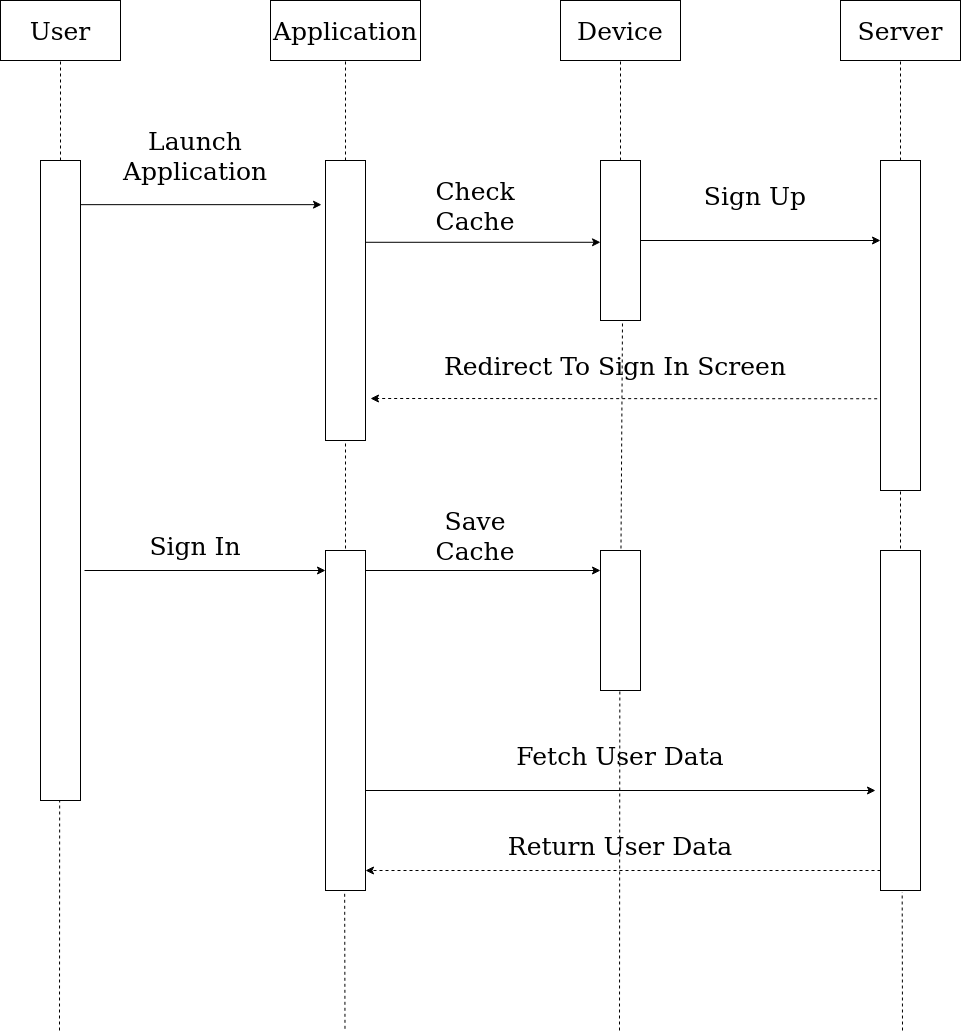 User
Application
Device
Server
Launch
Application
Check
Cache
Sign Up
Redirect To Sign In Screen
Sign In
Save
Cache
Fetch User Data
Return User Data